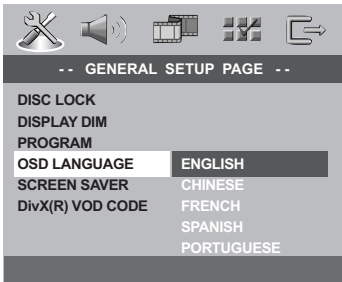 -- GENERAL SETUP PAGE --
DISC LOCK
DISPLAY DIM
PROGRAM
OSD LANGUAGE ENGLISH
SCREEN SAVER CHINESE
DivX(R) VOD CODE FRENCH
SPANISH
PORTUGUESE